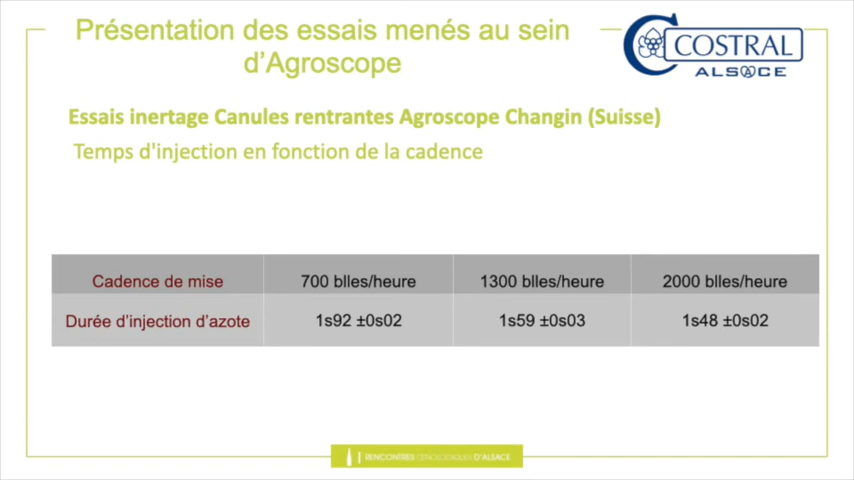 Présentation des essais menés au sein
d'Agroscope
COSTRAL
ALSACE
Essais inertage Canules rentrantes Agroscope Changin (Suisse)
Temps d'injection en fonction de la cadence
Cadence de mise 700 blles/heure 1300 blles/heure 2000 blles/heure
Durée d'injection d'azote 1s92 ±0s02 1s59 ±0s03 1s48 ±0s02
RENCONTRES ŒNOLOGIQUES D'ALSACE